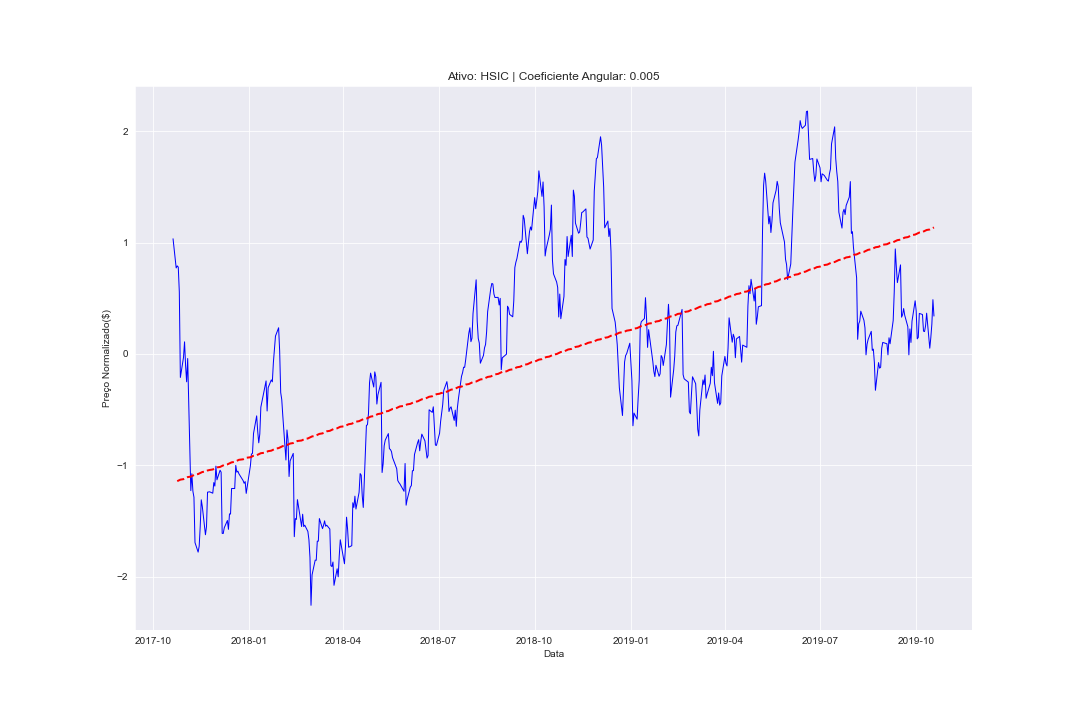 Ativo: HSIC | Coeficiente Angular: 0.005
Preço Normalizado($)
2
1
0
−1
−2
2017-10 2018-01 2018-04 2018-07 2018-10 2019-01 2019-04 2019-07 2019-10
Data